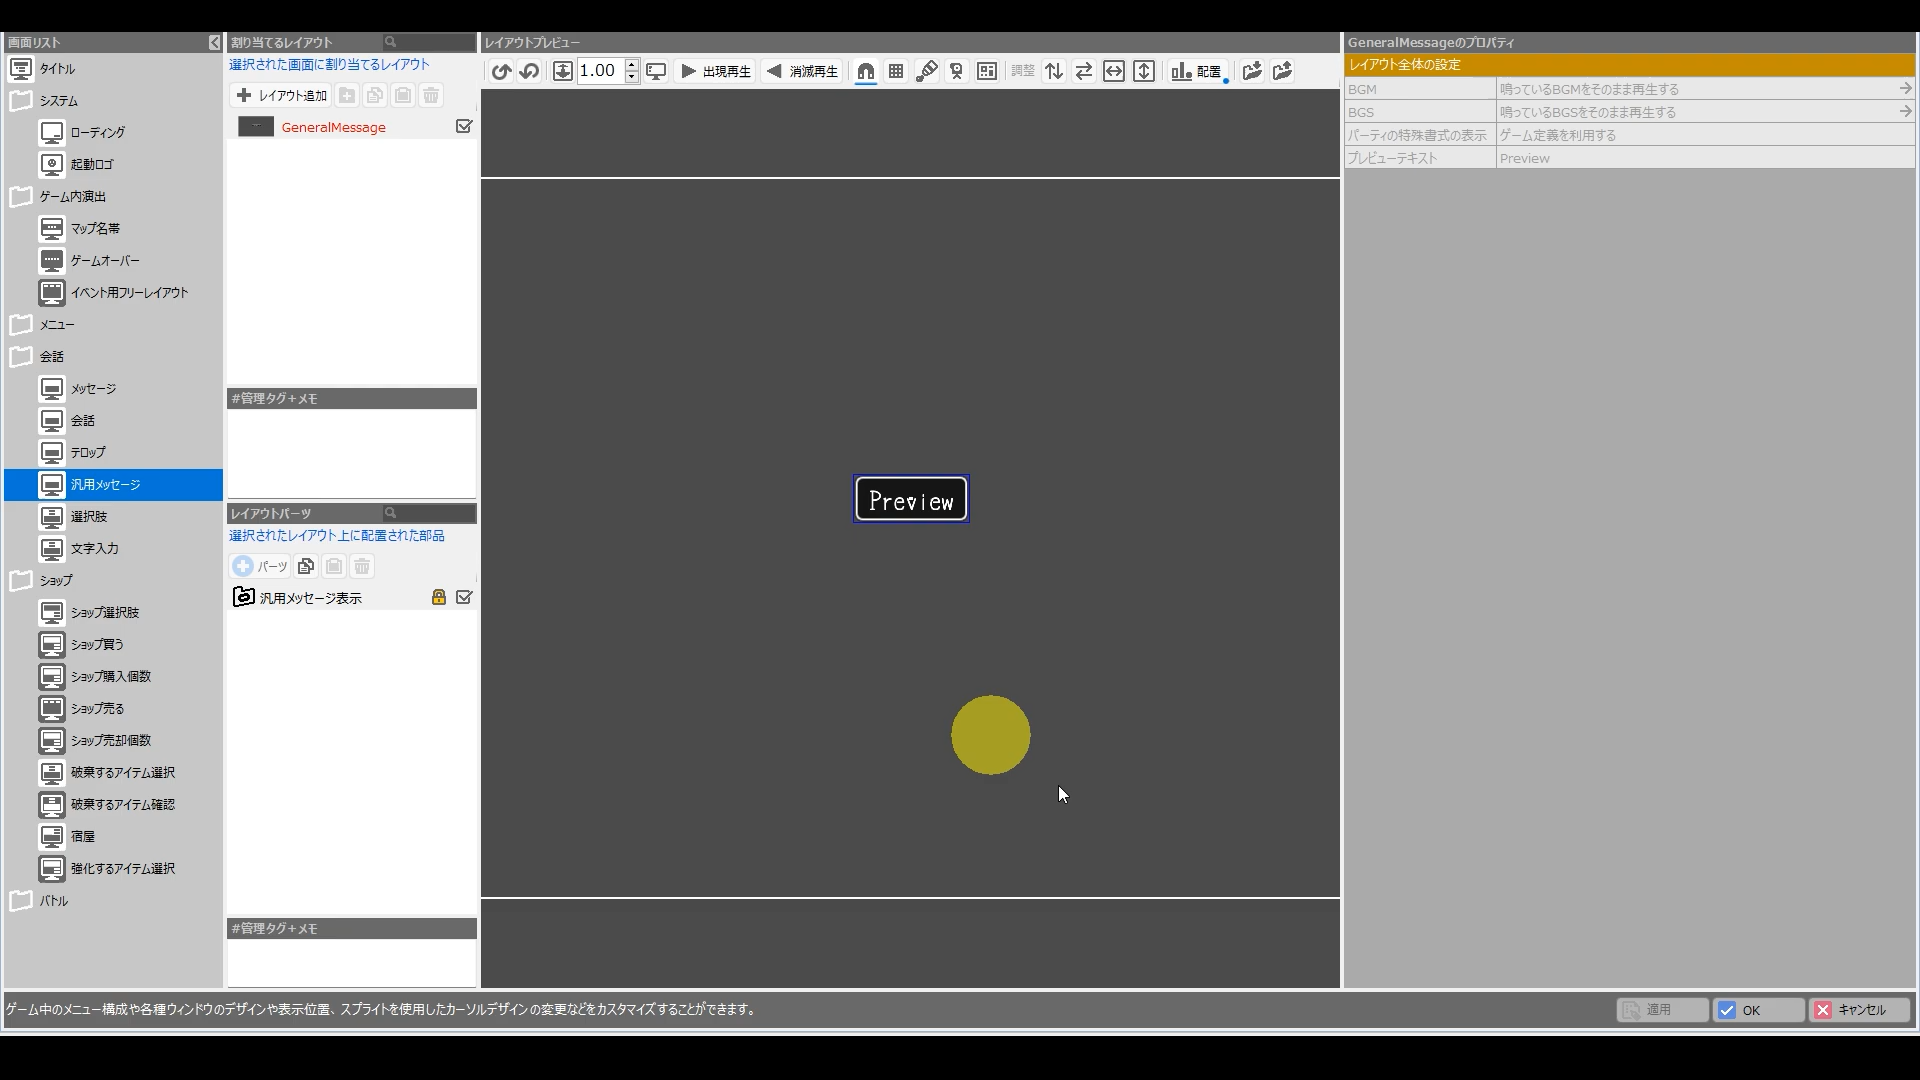 画面リスト
タイトル
システム
ローディング
起動ロゴ
ゲーム内演出
マップ名帯
ゲームオーバー
イベント用フリーレイアウト
メニュー
会話
メッセージ
会話
テロップ
汎用メッセージ
選択肢
文字入力
ショップ
ショップ選択肢
ショップ買う
ショップ購入個数
ショップ売る
ショップ売却個数
破棄するアイテム選択
破棄するアイテム確認
宿屋
強化するアイテム選択
バトル
割り当てるレイアウト
選択された画面に割り当てるレイアウト
レイアウト追加
GeneralMessage
#管理タグ+メモ
レイアウトパーツ
選択されたレイアウト上に配置された部品
パーツ
汎用メッセージ表示
#管理タグ+メモ
レイアウトプレビュー
1.00 出現再生 消滅再生 調整 配置
Preview
GeneralMessageのプロパティ
レイアウト全体の設定
BGM 鳴っているBGMをそのまま再生する
BGS 鳴っているBGSをそのまま再生する
パーティの特殊書式の表示 ゲーム定義を利用する
プレビューテキスト Preview
ゲーム中のメニュー構成や各種ウィンドウのデザインや表示位置、スプライトを使用したカーソルデザインの変更などをカスタマイズすることができます。
適用 OK キャンセル